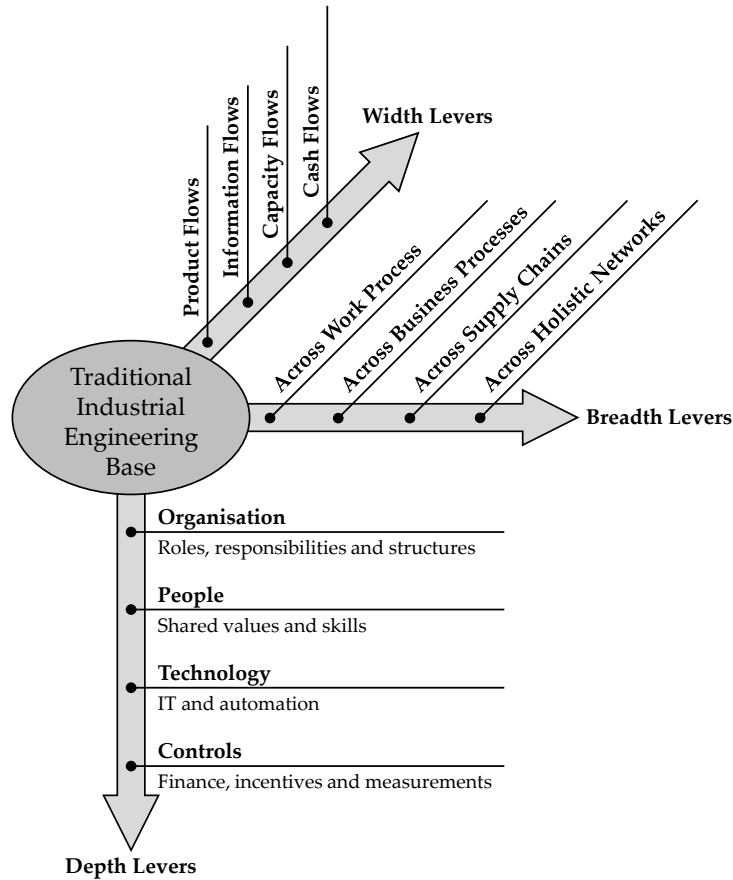 Product Flows
Information Flows
Capacity Flows
Cash Flows
Width Levers
Across Work Process
Across Business Processes
Across Supply Chains
Across Holistic Networks
Breadth Levers
Traditional
Industrial
Engineering
Base
Organisation
Roles, responsibilities and structures
People
Shared values and skills
Technology
IT and automation
Controls
Finance, incentives and measurements
Depth Levers